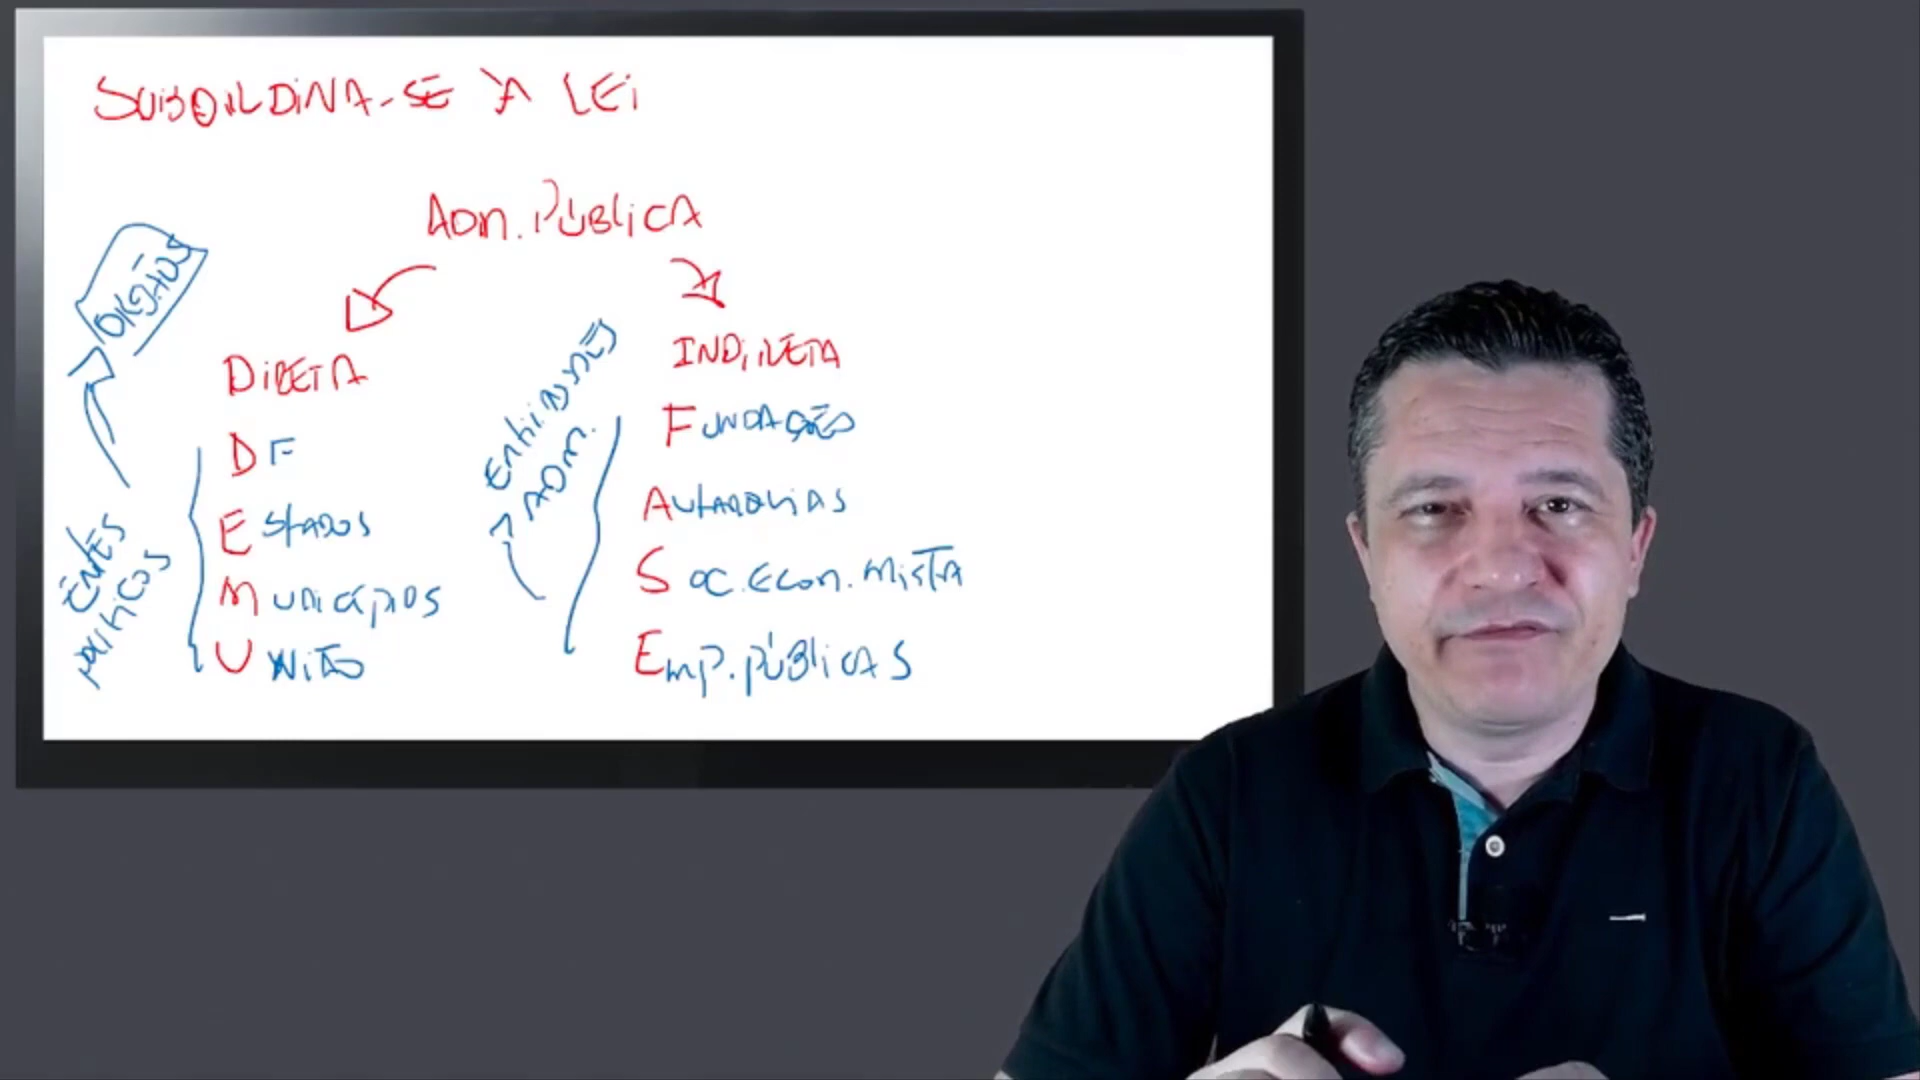 SUBORDINA-SE À LEI
ADM. PÚBLICA
ÓRGÃOS
DIRETA
DF
ESTADOS
MUNICÍPIOS
UNIÃO
ENTES
POLÍTICOS
ENTIDADES
ADM.
INDIRETA
FUNDAÇÕES
AUTARQUIAS
SOC. ECON. MISTA
EMP. PÚBLICAS